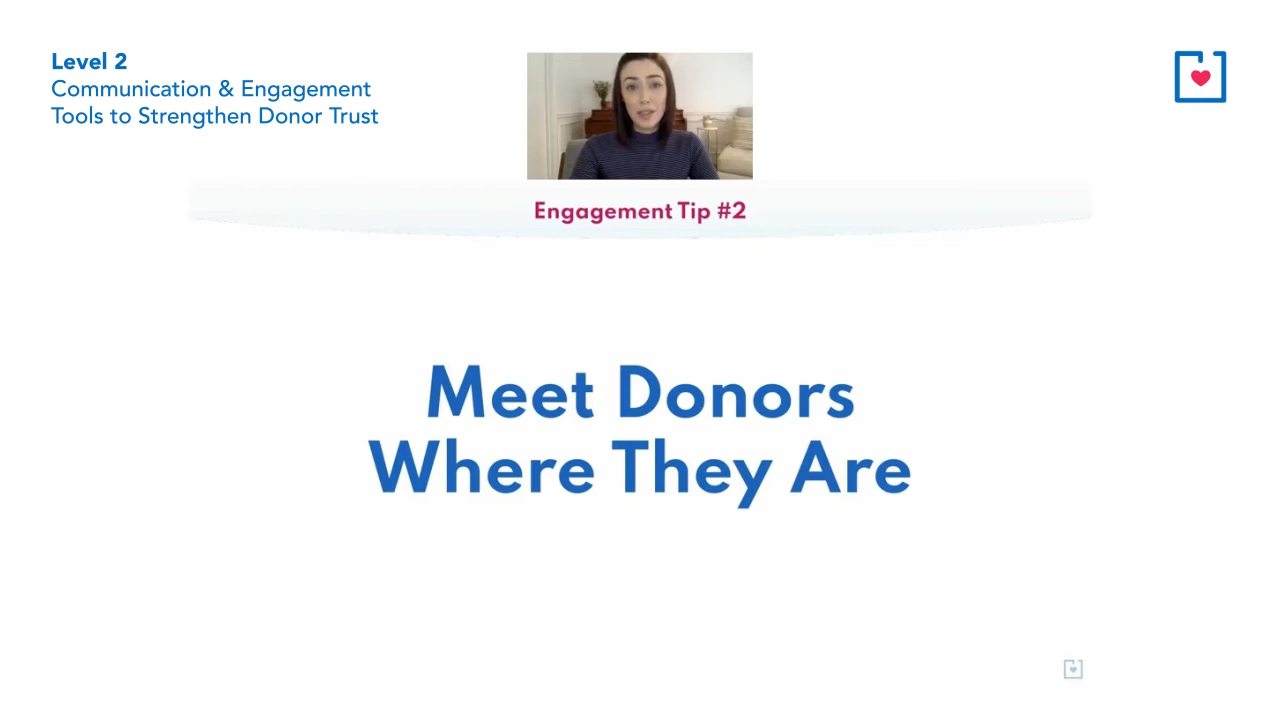 Level 2
Communication & Engagement
Tools to Strengthen Donor Trust
Engagement Tip #2
Meet Donors
Where They Are